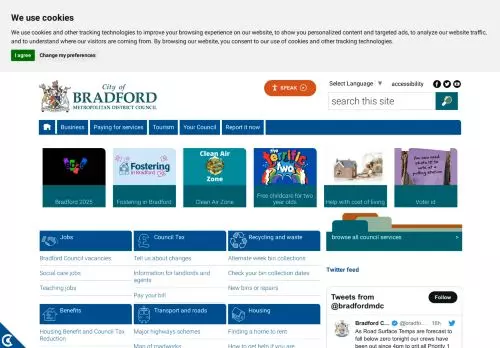 We use cookies
We use cookies and other tracking technologies to improve your browsing experience on our website, to show you personalized content and targeted ads, to analyze our website traffic,
and to understand where our visitors are coming from. By browsing our website, you consent to our use of cookies and other tracking technologies.
I agree Change my preferences
City of
BRADFORD
METROPOLITAN DISTRICT COUNCIL
SPEAK
Select Language ▼ accessibility
search this site
Business Paying for services Tourism Your Council Report it now
Fostering
in Bradford
Clean Air
Zone
the
Terrific
two
You now
need
photo ID to
vote at a
polling
station
Bradford 2025 Fostering in Bradford Clean Air Zone Free childcare for two
year olds Help with cost of living Voter id
Jobs Council Tax Recycling and waste
browse all council services >
Bradford Council vacancies Tell us about changes Alternate week bin collections
Social care jobs Information for landlords and
agents Check your bin collection dates
Teaching jobs Pay your bill New bins or repairs
Twitter feed
Benefits Transport and roads Housing
Tweets from
@bradfordmdc
Follow
Housing Benefit and Council Tax
Reduction Major highways schemes Finding a home to rent
Map of roadworks How to get help if you are
Bradford C... @bradfo... · 16h
As Road Surface Temps are forecast to
fall below zero tonight our crews
have been out since 4pm to grit all Priority 1